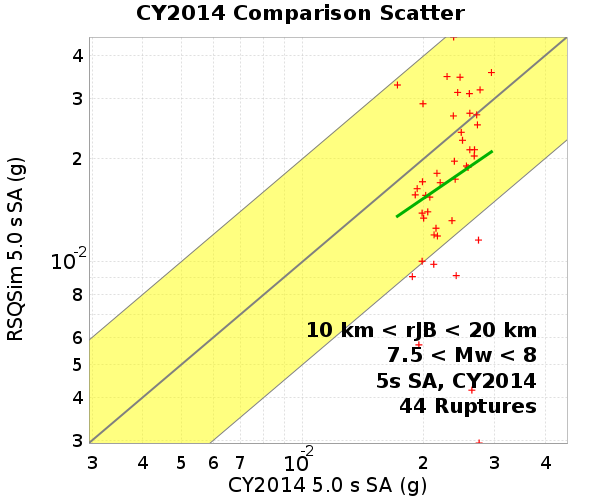 CY2014 Comparison Scatter
RSQSim 5.0 s SA (g)
4
3
2
10-2
8
6
5
4
3
10 km < rJB < 20 km
7.5 < Mw < 8
5s SA, CY2014
44 Ruptures
3 4 5 6 7 10-2 2 3 4
CY2014 5.0 s SA (g)